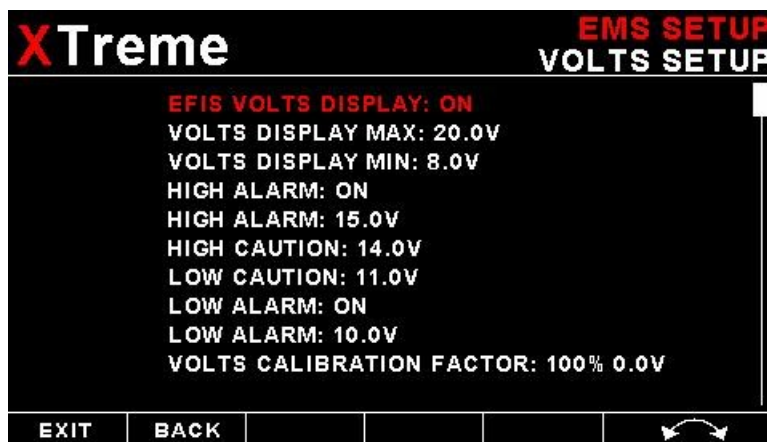 XTreme
EMS SETUP
VOLTS SETUP
EFIS VOLTS DISPLAY: ON
VOLTS DISPLAY MAX: 20.0V
VOLTS DISPLAY MIN: 8.0V
HIGH ALARM: ON
HIGH ALARM: 15.0V
HIGH CAUTION: 14.0V
LOW CAUTION: 11.0V
LOW ALARM: ON
LOW ALARM: 10.0V
VOLTS CALIBRATION FACTOR: 100% 0.0V
EXIT BACK